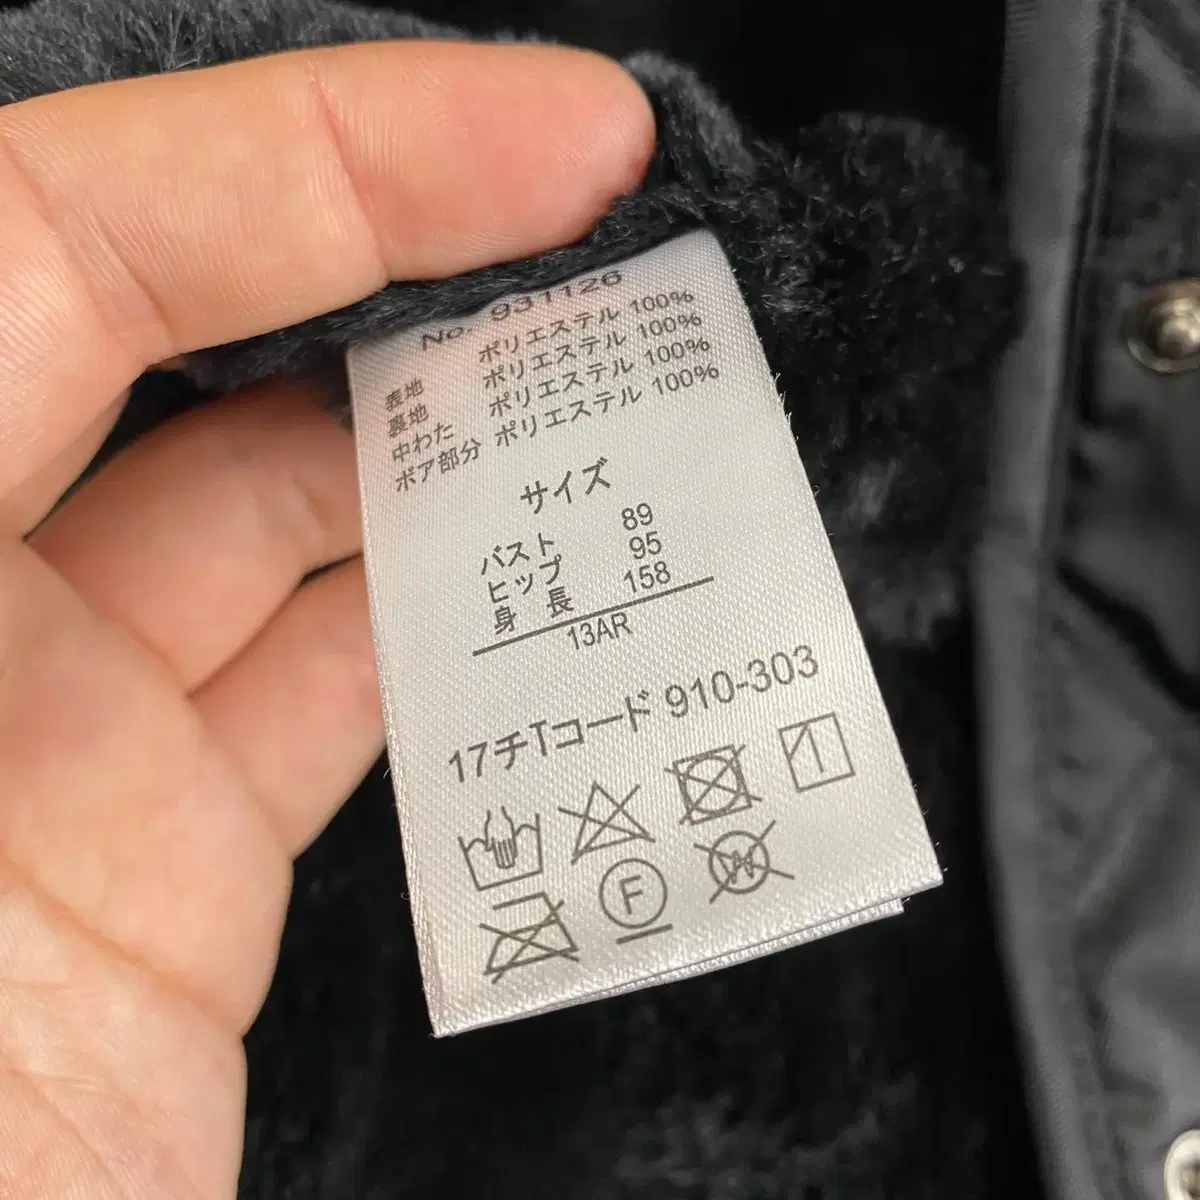 No. 931126
表地 ポリエステル 100%
裏地 ポリエステル 100%
中わた ポリエステル 100%
ボア部分 ポリエステル 100%
サイズ
バスト 89
ヒップ 95
身長 158
13AR
17チTコード 910-303
1
F
W